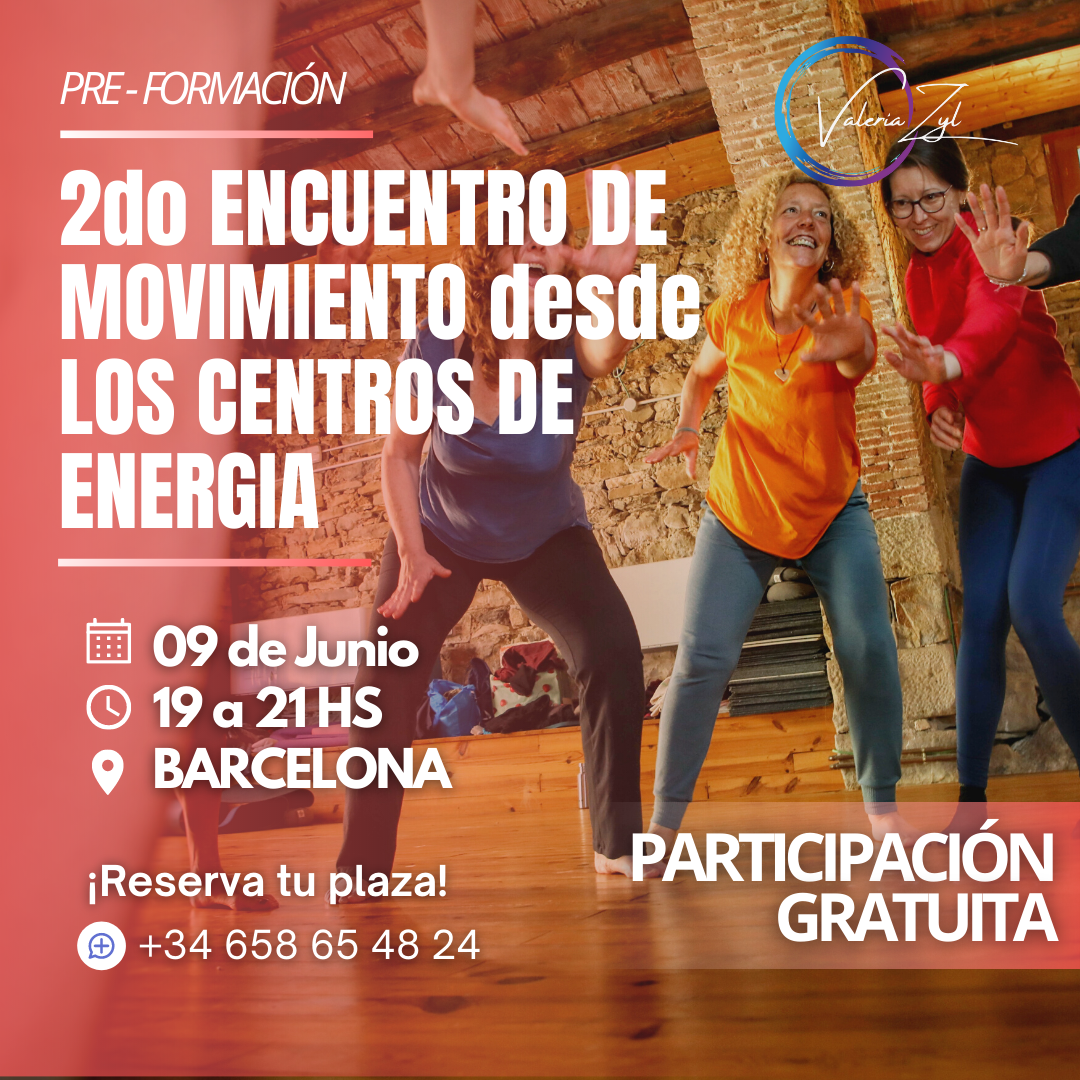 PRE - FORMACIÓN
Valeria Zyl
2do ENCUENTRO DE
MOVIMIENTO desde
LOS CENTROS DE
ENERGIA
09 de Junio
19 a 21 HS
BARCELONA
¡Reserva tu plaza!
+34 658 65 48 24
PARTICIPACIÓN
GRATUITA